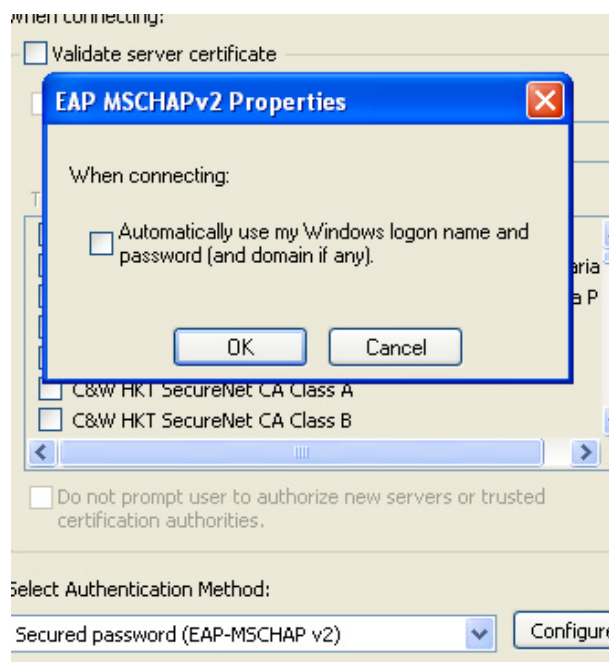 When connecting:
Validate server certificate
EAP MSCHAPv2 Properties
When connecting:
T
Automatically use my Windows logon name and
password (and domain if any).
aria
a P
OK Cancel
C&W HKT SecureNet CA Class A
C&W HKT SecureNet CA Class B
Do not prompt user to authorize new servers or trusted
certification authorities.
Select Authentication Method:
Secured password (EAP-MSCHAP v2) Configure